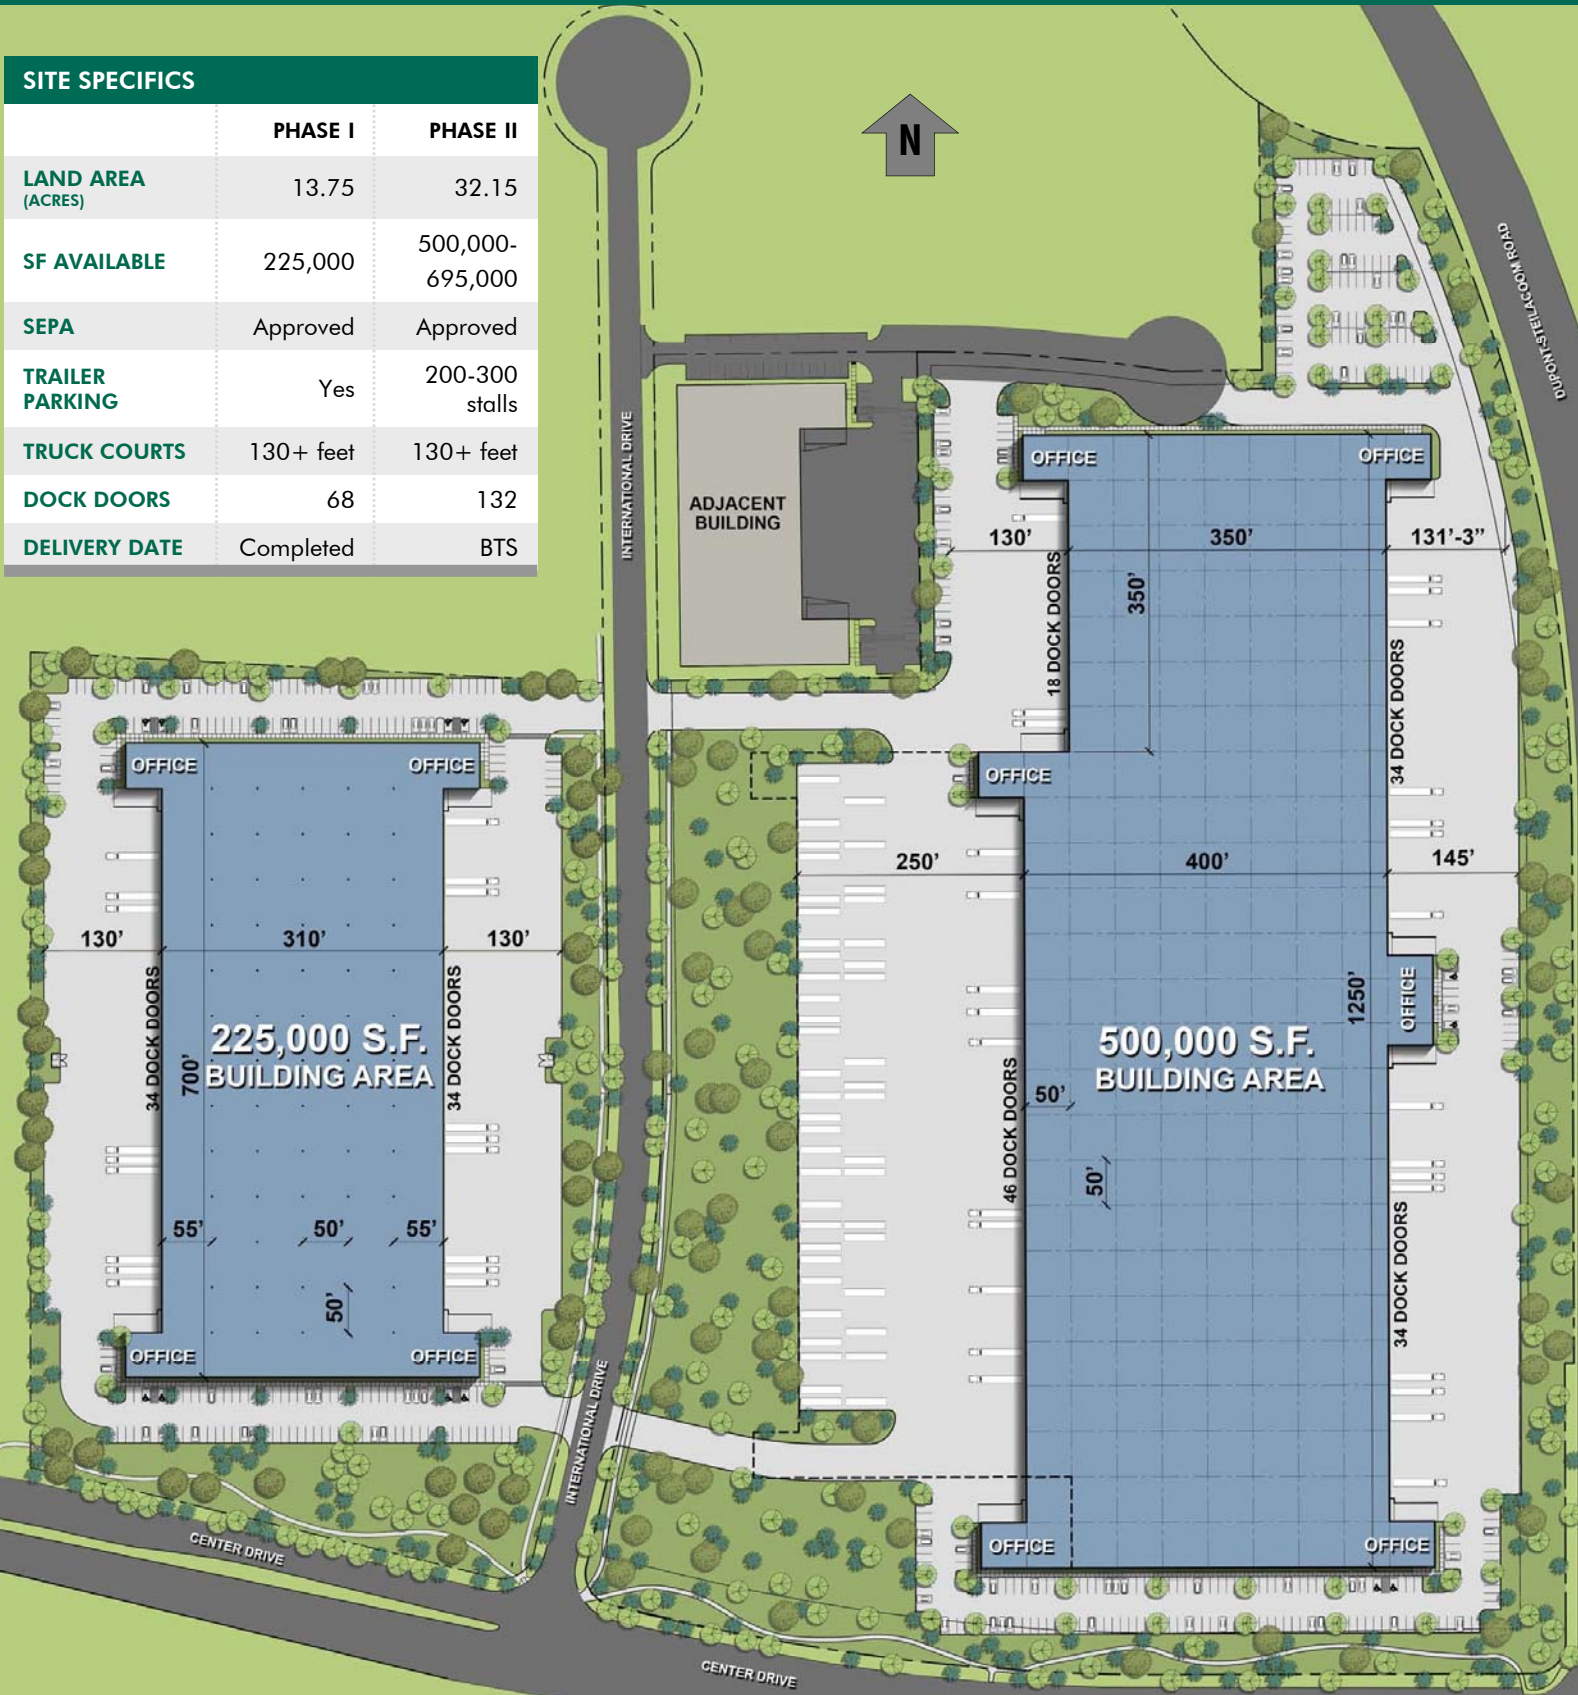 SITE SPECIFICS
PHASE I PHASE II
LAND AREA
(ACRES)
13.75 32.15
SF AVAILABLE 225,000 500,000-
695,000
SEPA Approved Approved
TRAILER
PARKING
Yes 200-300
stalls
TRUCK COURTS 130+ feet 130+ feet
DOCK DOORS 68 132
DELIVERY DATE Completed BTS
N
DUPONT-STEILACOOM ROAD
INTERNATIONAL DRIVE
ADJACENT
BUILDING
OFFICE
OFFICE
130'
350'
131'-3"
350'
18 DOCK DOORS
34 DOCK DOORS
OFFICE
250'
400'
145'
OFFICE
1250'
500,000 S.F.
BUILDING AREA
50'
50'
46 DOCK DOORS
34 DOCK DOORS
OFFICE
OFFICE
OFFICE
OFFICE
130'
310'
130'
34 DOCK DOORS
700'
225,000 S.F.
BUILDING AREA
34 DOCK DOORS
55'
50'
55'
50'
OFFICE
OFFICE
INTERNATIONAL DRIVE
CENTER DRIVE
CENTER DRIVE